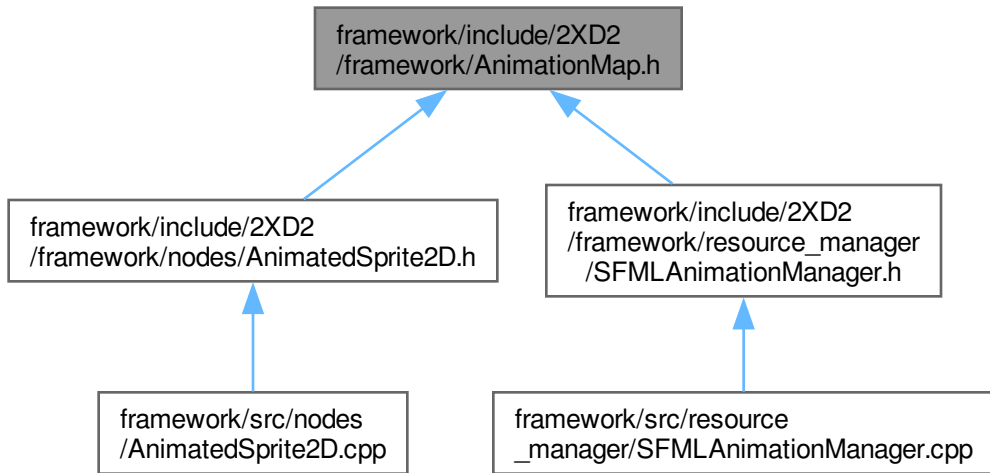 framework/include/2XD2
/framework/AnimationMap.h
framework/include/2XD2
/framework/nodes/AnimatedSprite2D.h
framework/include/2XD2
/framework/resource_manager
/SFMLAnimationManager.h
framework/src/nodes
/AnimatedSprite2D.cpp
framework/src/resource
_manager/SFMLAnimationManager.cpp